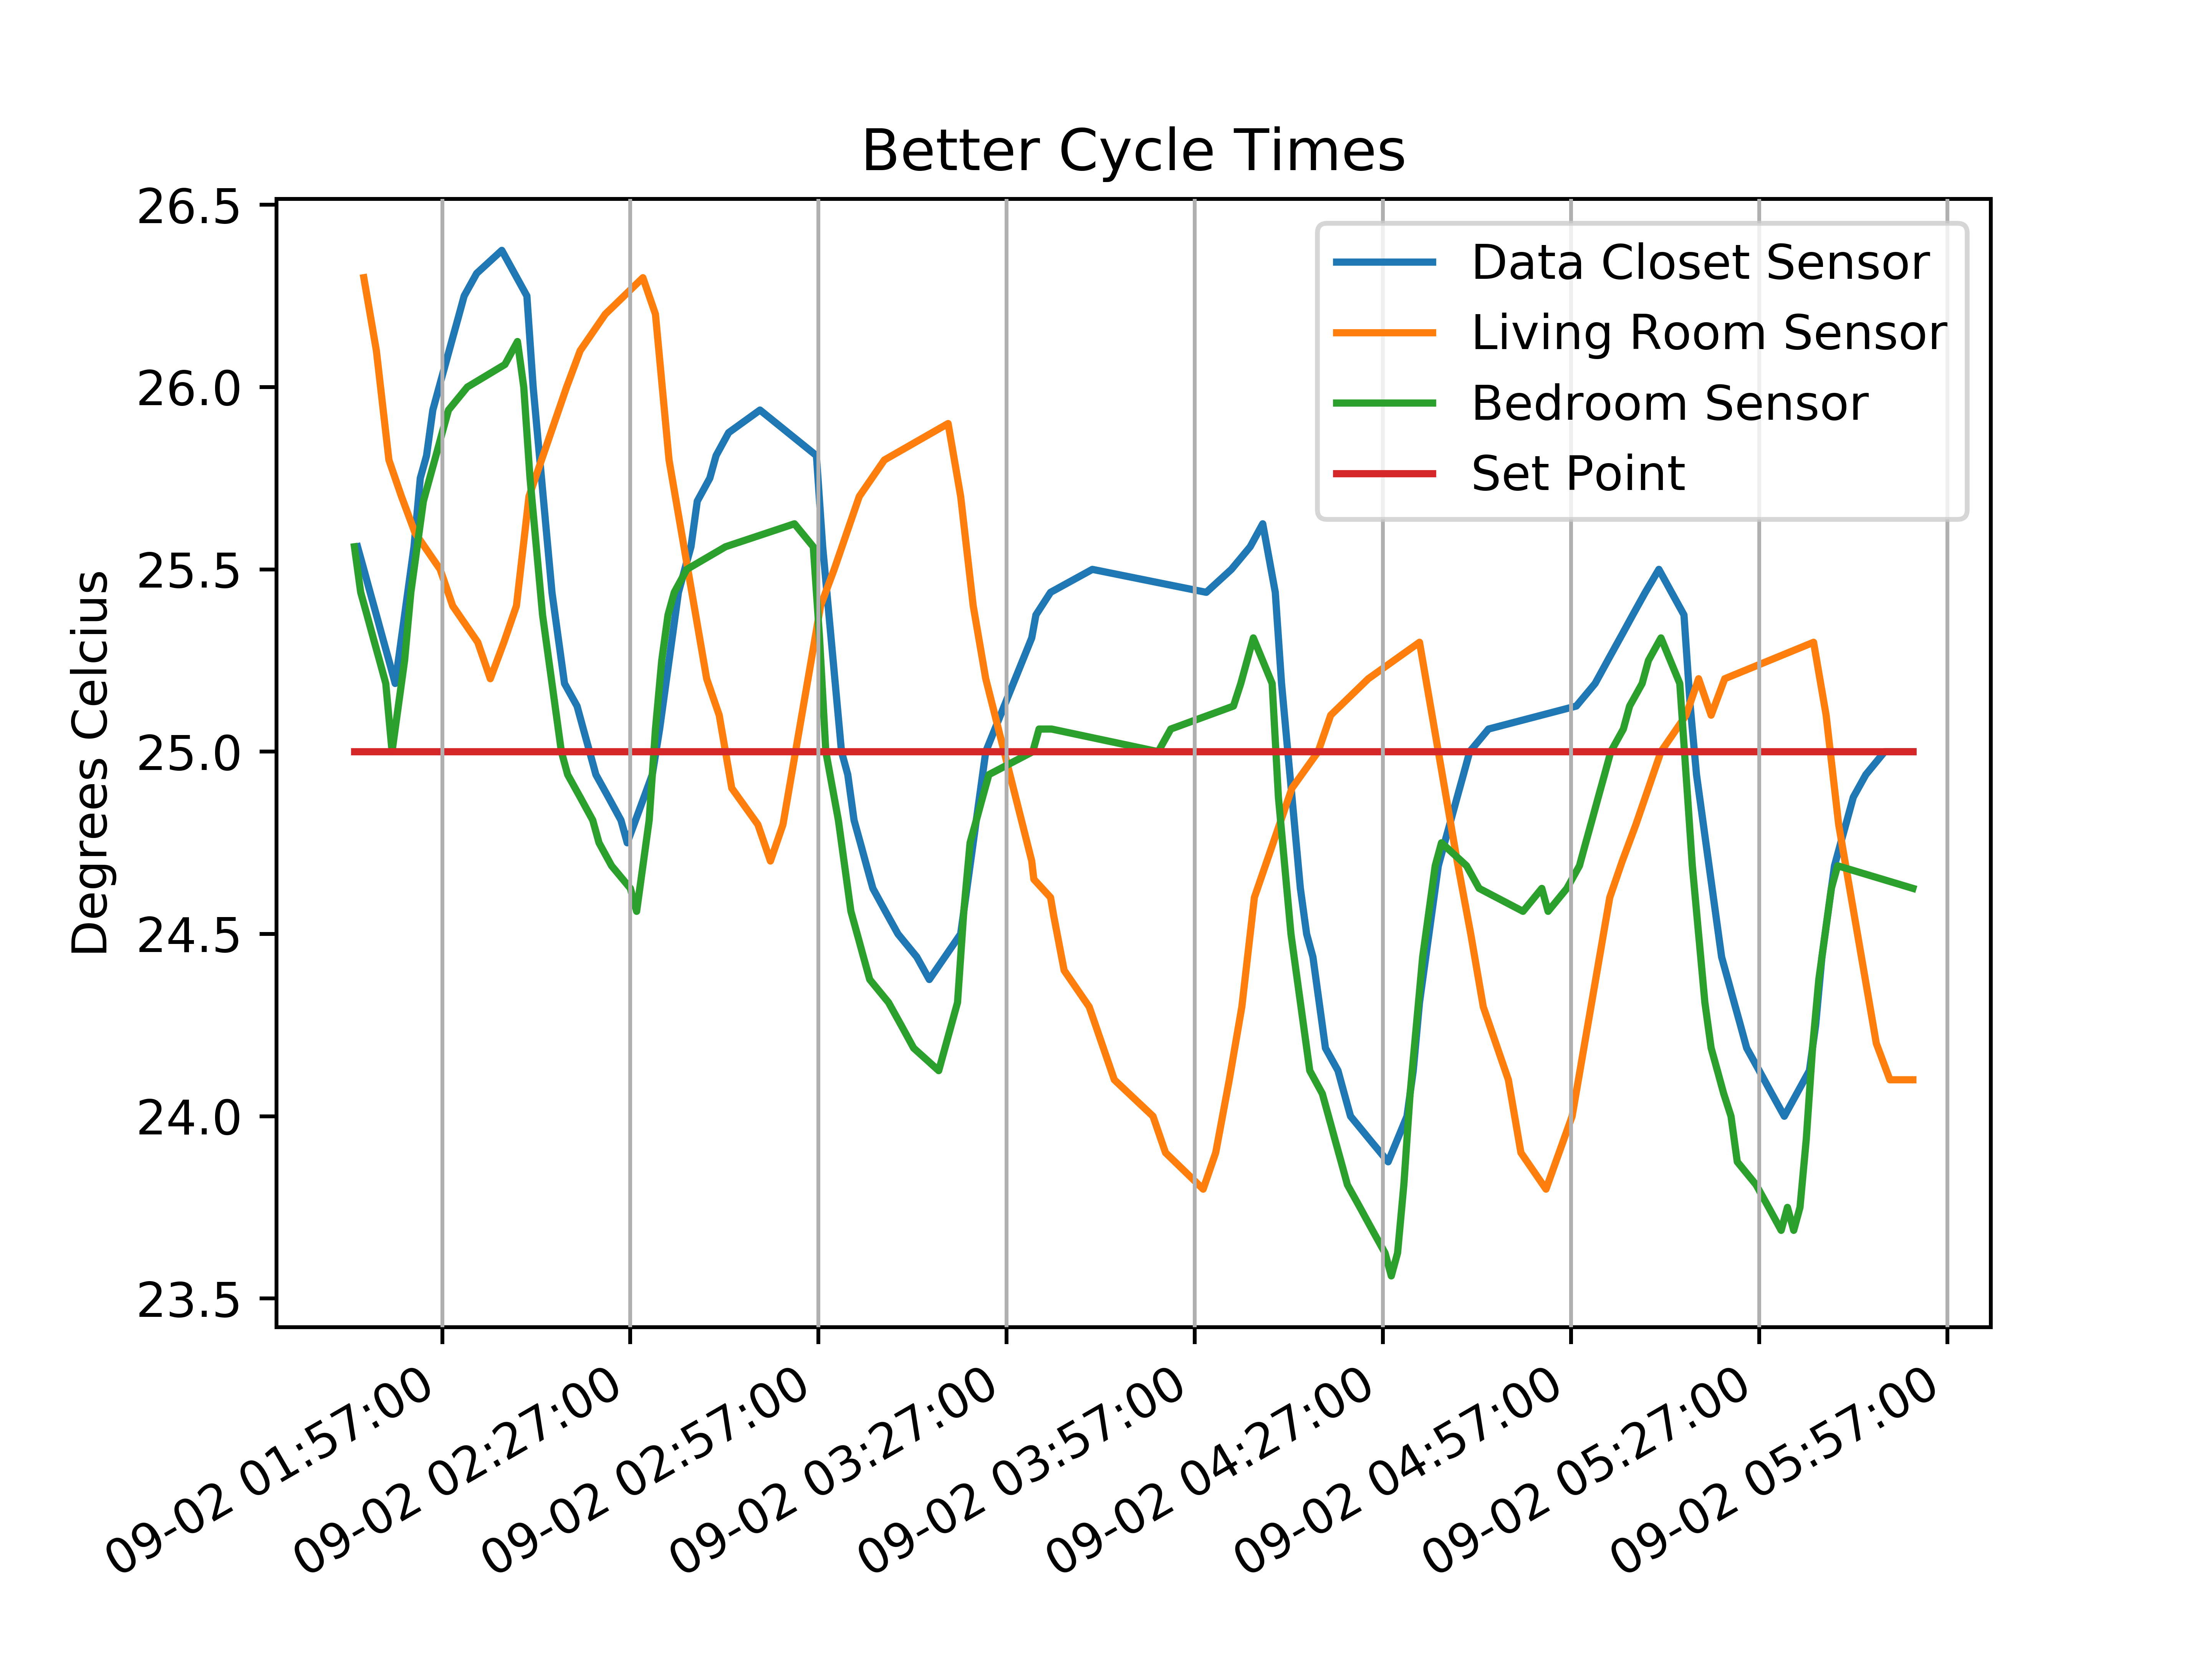 Better Cycle Times
Degrees Celcius
26.5
26.0
25.5
25.0
24.5
24.0
23.5
Data Closet Sensor
Living Room Sensor
Bedroom Sensor
Set Point
09-02 01:57:00
09-02 02:27:00
09-02 02:57:00
09-02 03:27:00
09-02 03:57:00
09-02 04:27:00
09-02 04:57:00
09-02 05:27:00
09-02 05:57:00